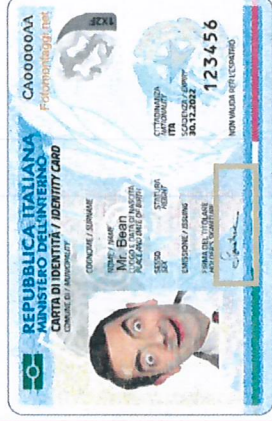 REPUBBLICA ITALIANA
MINISTERO DELL'INTERNO
CARTA DI IDENTITÀ / IDENTITY CARD
COMUNE DI / MUNICIPALITY
CA00000AA
Fotomontaggi.net
1X2F
COGNOME / SURNAME
NOME / NAME
Mr. Bean
LUOGO E DATA DI NASCITA
PLACE AND DATE OF BIRTH
SESSO
SEX
STATURA
HEIGHT
CITTADINANZA
NATIONALITY
ITA
EMISSIONE / ISSUING
SCADENZA / EXPIRY
30.12.2022
FIRMA DEL TITOLARE
HOLDER'S SIGNATURE
123456
NON VALIDA PER L'ESPATRIO